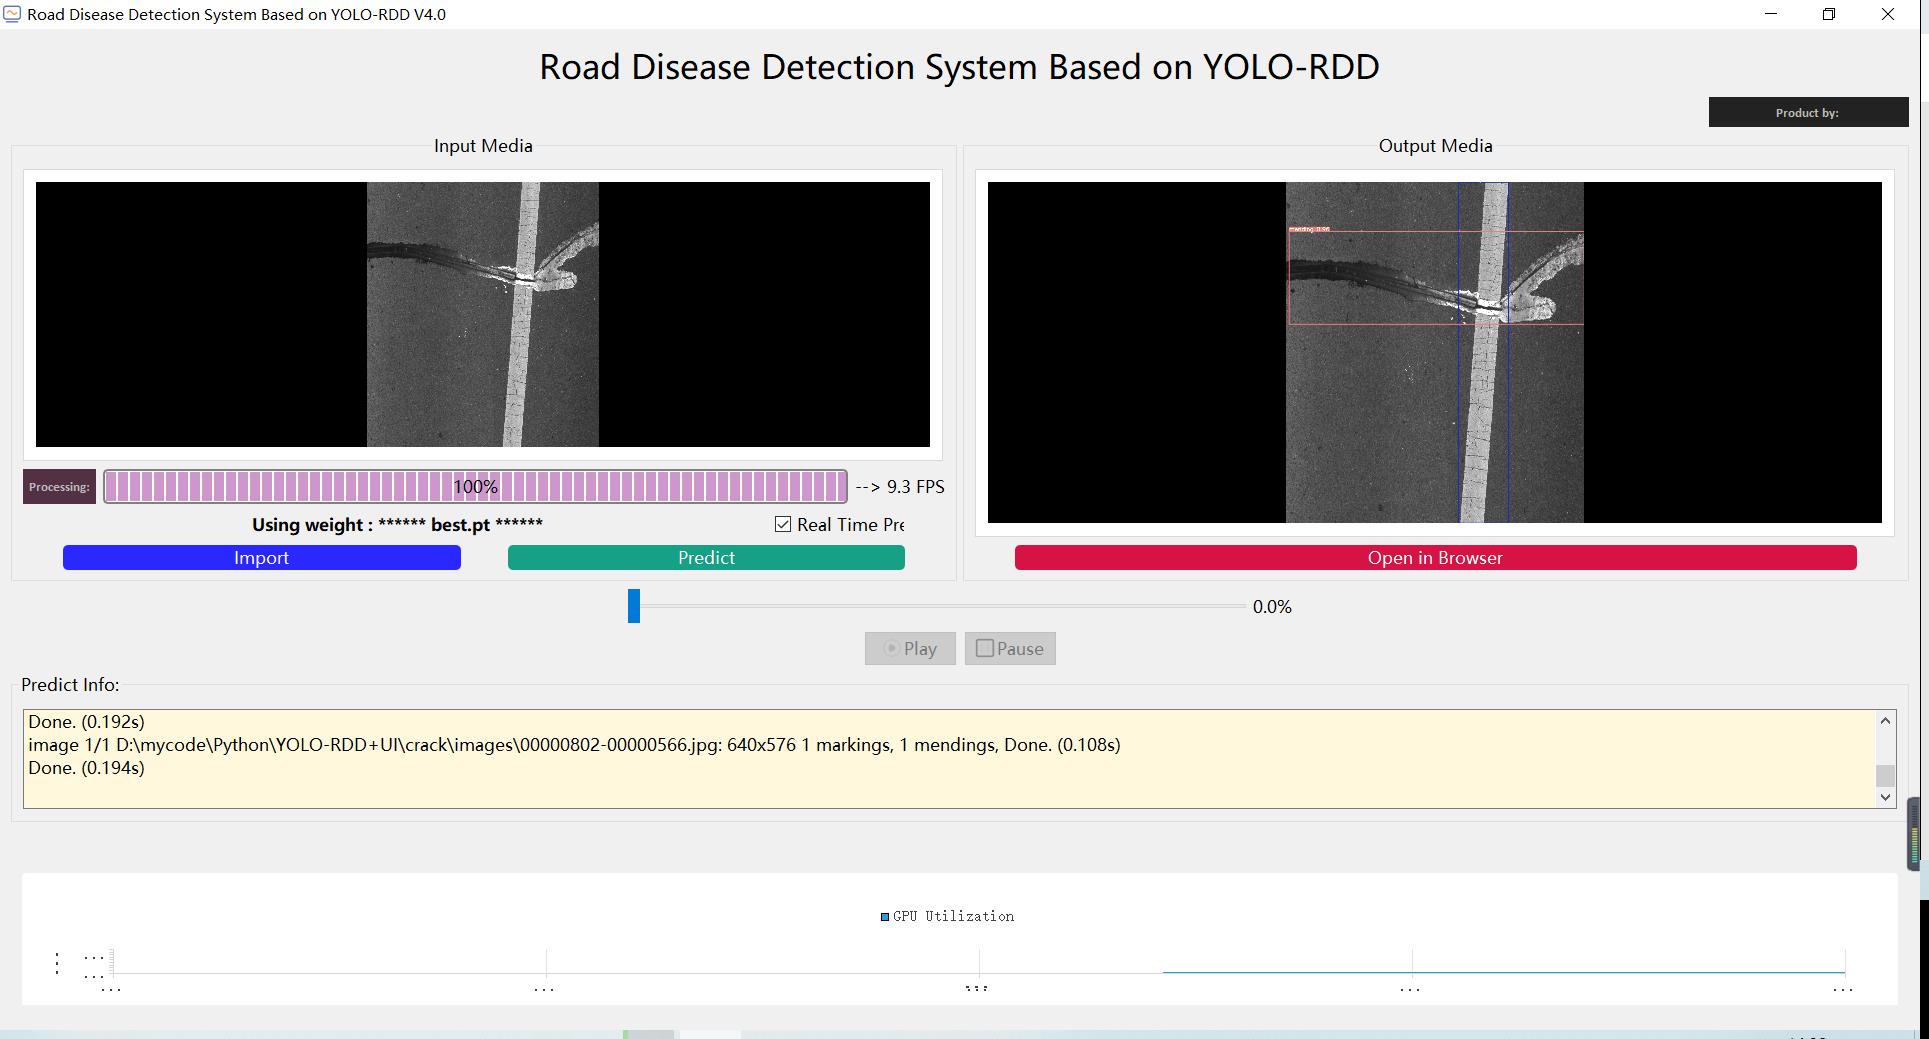 Road Disease Detection System Based on YOLO-RDD V4.0
Road Disease Detection System Based on YOLO-RDD
Product by:
Input Media
Output Media
mending 0.96
Processing:
100%
--> 9.3 FPS
Using weight : ****** best.pt ******
Real Time Pre
Import
Predict
Open in Browser
0.0%
Play
Pause
Predict Info:
Done. (0.192s)
image 1/1 D:\mycode\Python\YOLO-RDD+UI\crack\images\00000802-00000566.jpg: 640x576 1 markings, 1 mendings, Done. (0.108s)
Done. (0.194s)
GPU Utilization